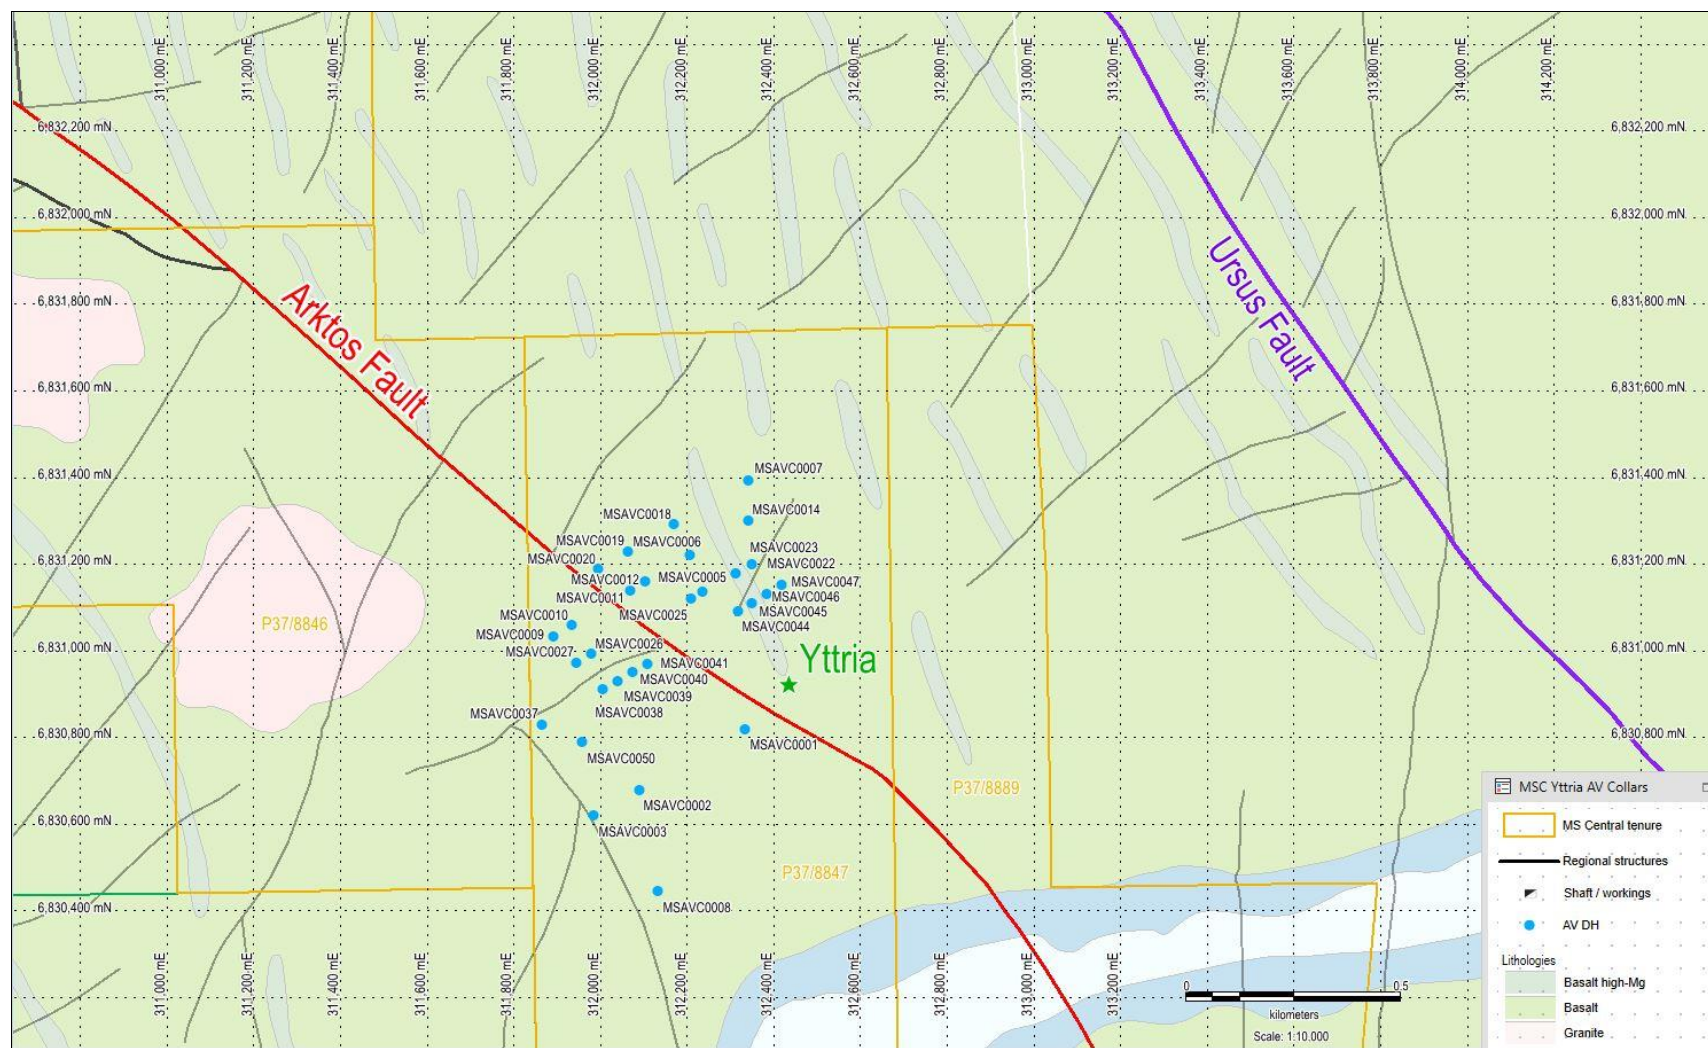 311,000 mE
311,200 mE
311,400 mE
311,600 mE
311,800 mE
312,000 mE
312,200 mE
312,400 mE
312,600 mE
312,800 mE
313,000 mE
313,200 mE
313,400 mE
313,600 mE
313,800 mE
314,000 mE
314,200 mE
6,832,200 mN
6,832,200 mN
6,832,000 mN
6,832,000 mN
Ursus Fault
6,831,800 mN
6,831,800 mN
Arktos Fault
6,831,600 mN
6,831,600 mN
6,831,400 mN
6,831,400 mN
MSAVC0007
MSAVC0014
MSAVC0018
MSAVC0019
MSAVC0006
MSAVC0023
MSAVC0020
MSAVC0022
6,831,200 mN
6,831,200 mN
MSAVC0012
MSAVC0005
MSAVC0047
MSAVC0011
MSAVC0046
MSAVC0010
MSAVC0025
MSAVC0045
MSAVC0044
P37/8846
MSAVC0009
MSAVC0026
6,831,000 mN
6,831,000 mN
MSAVC0027
MSAVC0041
Yttria
MSAVC0040
MSAVC0039
MSAVC0037
MSAVC0038
6,830,800 mN
6,830,800 mN
MSAVC0001
MSAVC0050
P37/8889
MSAVC0002
6,830,600 mN
MSAVC0003
P37/8847
6,830,400 mN
MSAVC0008
311,000 mE
311,200 mE
311,400 mE
311,600 mE
311,800 mE
312,000 mE
312,200 mE
312,400 mE
312,600 mE
312,800 mE
313,000 mE
313,200 mE
0
0.5
kilometers
Scale: 1:10,000
MSC Yttria AV Collars
MS Central tenure
Regional structures
Shaft / workings
AV DH
Lithologies
Basalt high-Mg
Basalt
Granite